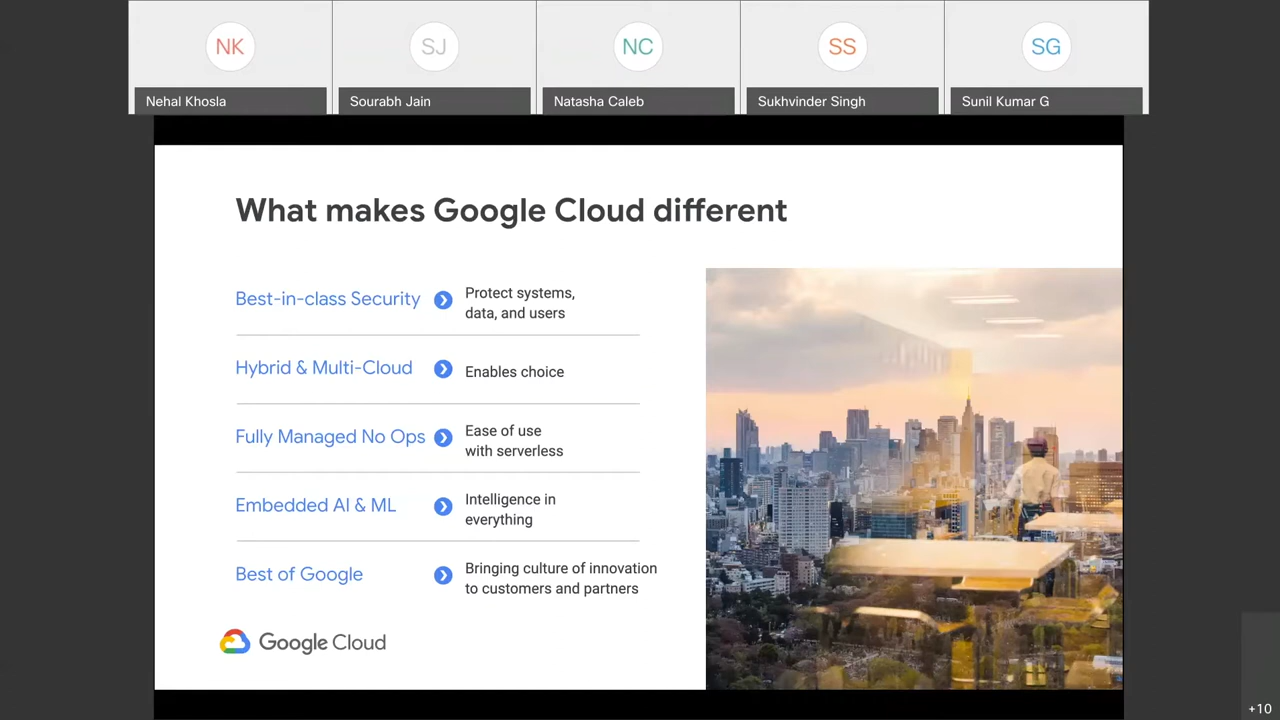 NK
SJ
NC
SS
SG
Nehal Khosla
Sourabh Jain
Natasha Caleb
Sukhvinder Singh
Sunil Kumar G
What makes Google Cloud different
Best-in-class Security
Protect systems,
data, and users
Hybrid & Multi-Cloud
Enables choice
Fully Managed No Ops
Ease of use
with serverless
Embedded AI & ML
Intelligence in
everything
Best of Google
Bringing culture of innovation
to customers and partners
Google Cloud
+10